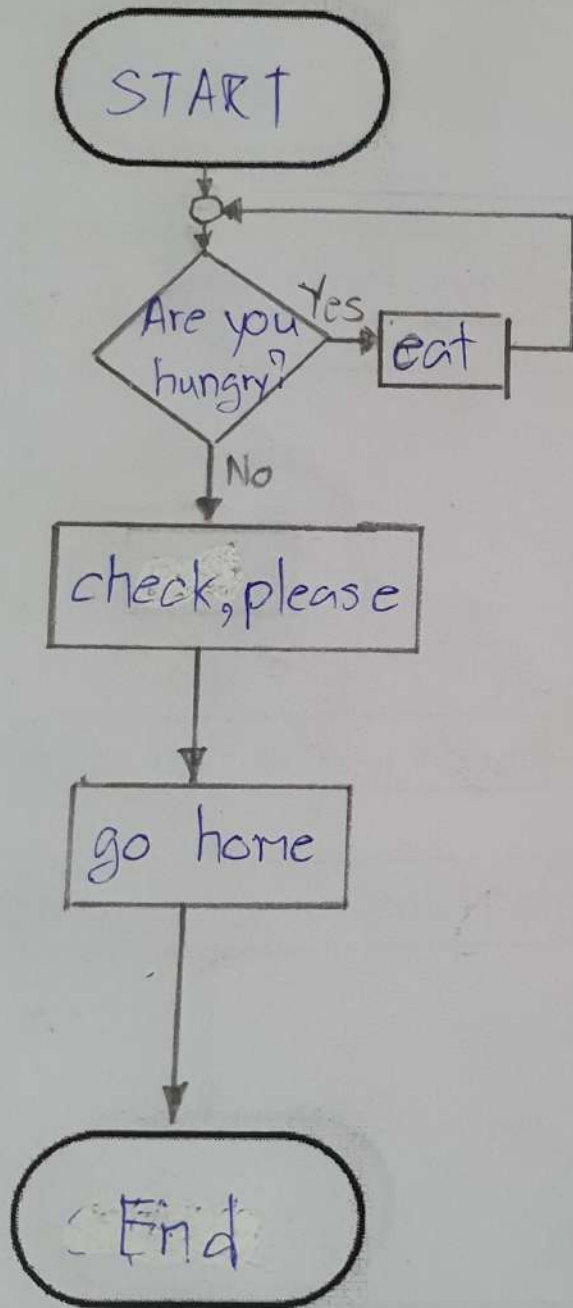 START
Are you
hungry?
Yes
eat
No
check, please
go home
End